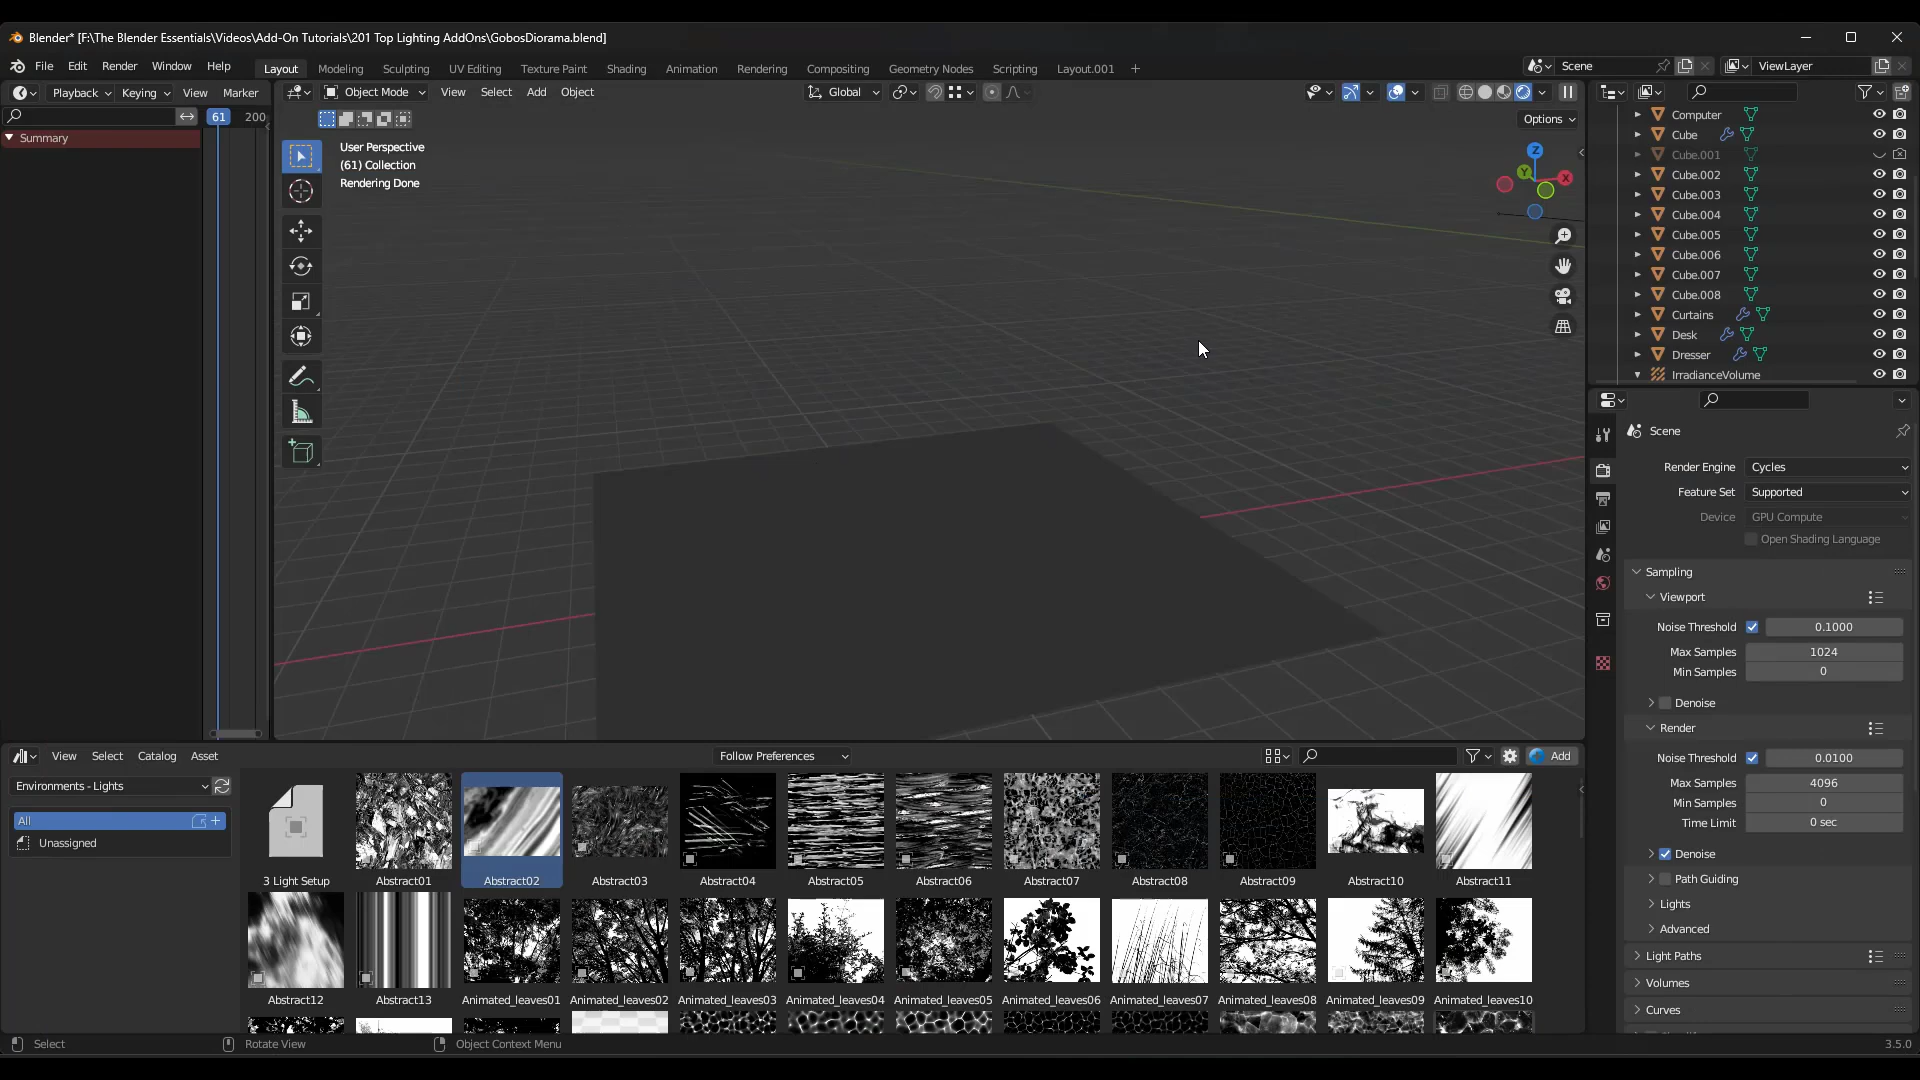 Blender* [F:\The Blender Essentials\Videos\Add-On Tutorials\201 Top Lighting AddOns\GobosDiorama.blend]
File Edit Render Window Help
Layout Modeling Sculpting UV Editing Texture Paint Shading Animation Rendering Compositing Geometry Nodes Scripting Layout.001 +
Scene
ViewLayer
Playback Keying View Marker
Object Mode View Select Add Object
Global
61 200
Summary
Options
User Perspective
(61) Collection
Rendering Done
Z
Y
X
Computer
Cube
Cube.001
Cube.002
Cube.003
Cube.004
Cube.005
Cube.006
Cube.007
Cube.008
Curtains
Desk
Dresser
IrradianceVolume
Scene
Render Engine Cycles
Feature Set Supported
Device GPU Compute
Open Shading Language
Sampling
Viewport
Noise Threshold 0.1000
Max Samples 1024
Min Samples 0
Denoise
Render
Noise Threshold 0.0100
Max Samples 4096
Min Samples 0
Time Limit 0 sec
Denoise
Path Guiding
Lights
Advanced
Light Paths
Volumes
Curves
View Select Catalog Asset
Follow Preferences
Add
Environments - Lights
All
Unassigned
3 Light Setup Abstract01 Abstract02 Abstract03 Abstract04 Abstract05 Abstract06 Abstract07 Abstract08 Abstract09 Abstract10 Abstract11
Abstract12 Abstract13 Animated_leaves01 Animated_leaves02 Animated_leaves03 Animated_leaves04 Animated_leaves05 Animated_leaves06 Animated_leaves07 Animated_leaves08 Animated_leaves09 Animated_leaves10
Select Rotate View Object Context Menu
3.5.0